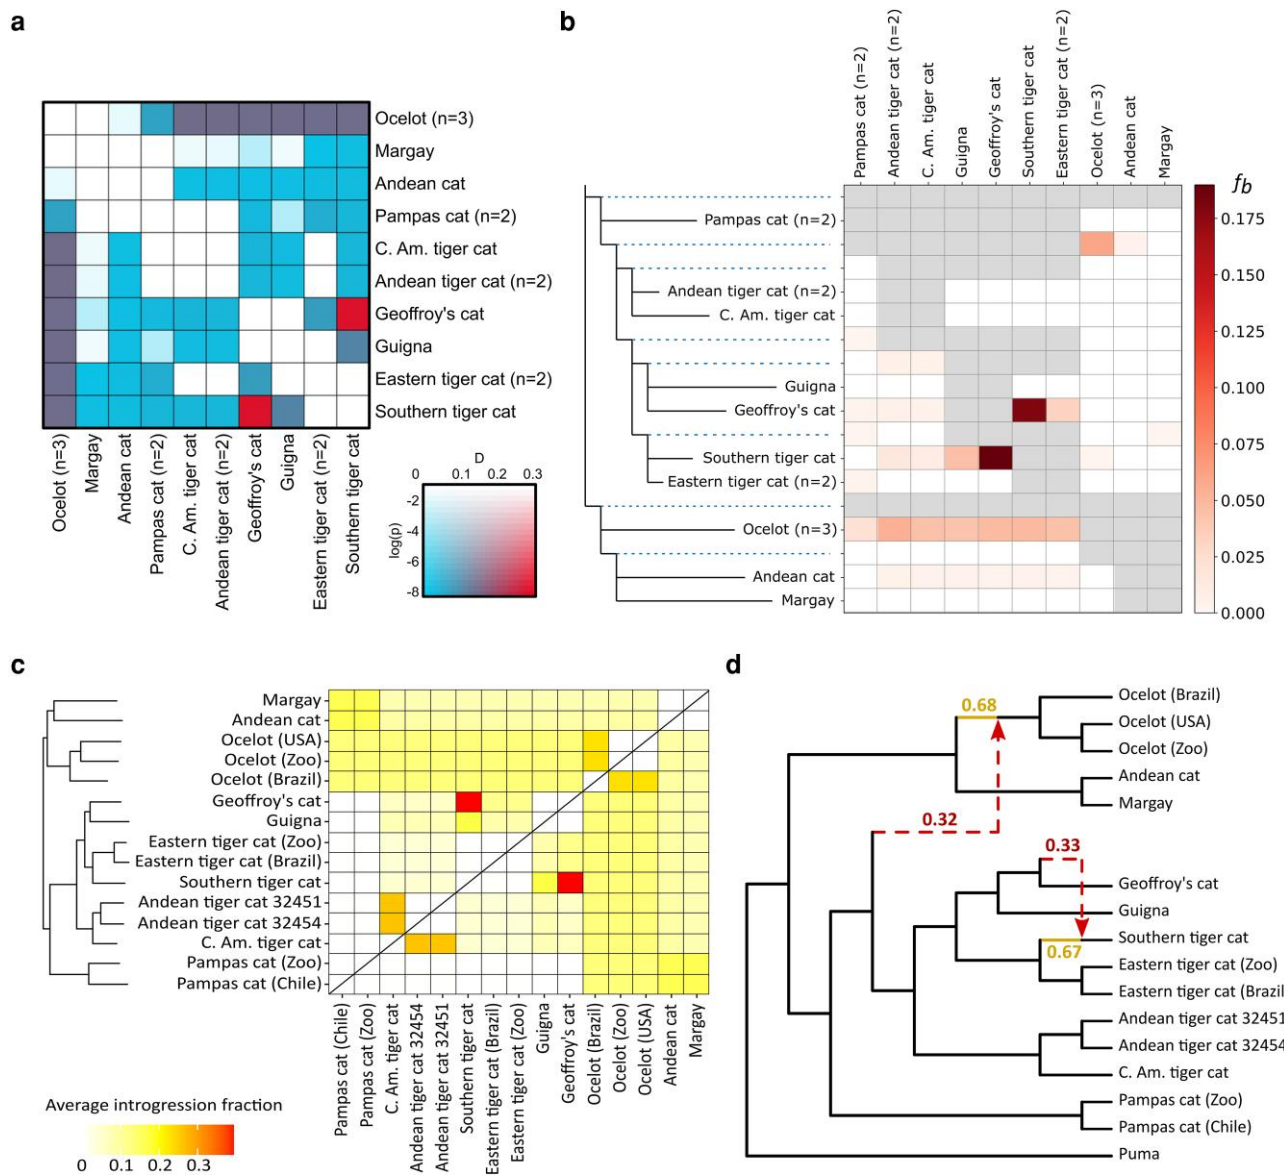 a
Ocelot (n=3)
Margay
Andean cat
Pampas cat (n=2)
C. Am. tiger cat
Andean tiger cat (n=2)
Geoffroy's cat
Guigna
Eastern tiger cat (n=2)
Southern tiger cat
Ocelot (n=3)
Margay
Andean cat
Pampas cat (n=2)
C. Am. tiger cat
Andean tiger cat (n=2)
Geoffroy's cat
Guigna
Eastern tiger cat (n=2)
Southern tiger cat
D
0 0.1 0.2 0.3
log(p)
-2
-4
-6
-8
b
Pampas cat (n=2)
Andean tiger cat (n=2)
C. Am. tiger cat
Guigna
Geoffroy's cat
Southern tiger cat
Eastern tiger cat (n=2)
Ocelot (n=3)
Andean cat
Margay
Pampas cat (n=2)
Andean tiger cat (n=2)
C. Am. tiger cat
Guigna
Geoffroy's cat
Southern tiger cat
Eastern tiger cat (n=2)
Ocelot (n=3)
Andean cat
Margay
fb
0.175
0.150
0.125
0.100
0.075
0.050
0.025
0.000
c
Margay
Andean cat
Ocelot (USA)
Ocelot (Zoo)
Ocelot (Brazil)
Geoffroy's cat
Guigna
Eastern tiger cat (Zoo)
Eastern tiger cat (Brazil)
Southern tiger cat
Andean tiger cat 32451
Andean tiger cat 32454
C. Am. tiger cat
Pampas cat (Zoo)
Pampas cat (Chile)
Pampas cat (Chile)
Pampas cat (Zoo)
C. Am. tiger cat
Andean tiger cat 32454
Andean tiger cat 32451
Southern tiger cat
Eastern tiger cat (Brazil)
Eastern tiger cat (Zoo)
Guigna
Geoffroy's cat
Ocelot (Brazil)
Ocelot (Zoo)
Ocelot (USA)
Andean cat
Margay
Average introgression fraction
0 0.1 0.2 0.3
d
0.68
0.32
0.33
0.67
Ocelot (Brazil)
Ocelot (USA)
Ocelot (Zoo)
Andean cat
Margay
Geoffroy's cat
Guigna
Southern tiger cat
Eastern tiger cat (Zoo)
Eastern tiger cat (Brazil
Andean tiger cat 32451
Andean tiger cat 32454
C. Am. tiger cat
Pampas cat (Zoo)
Pampas cat (Chile)
Puma